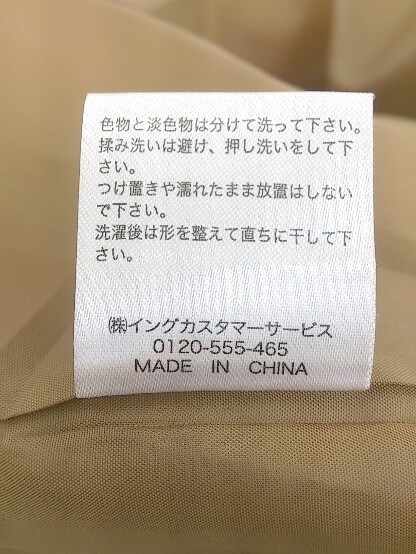 色物と淡色物は分けて洗って下さい。
揉み洗いは避け、押し洗いをして下
さい。
つけ置きや濡れたまま放置はしない
で下さい。
洗濯後は形を整えて直ちに干して下
さい。
㈱イングカスタマーサービス
0120-555-465
MADE IN CHINA